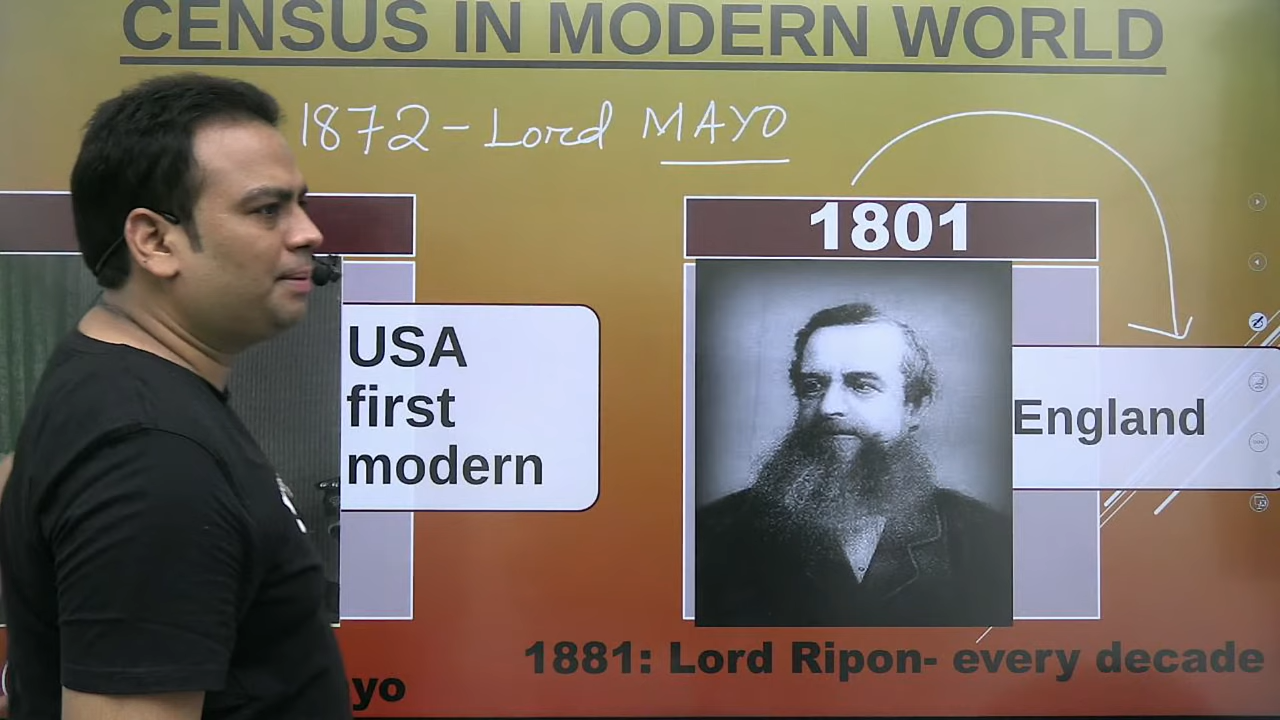 CENSUS IN MODERN WORLD
1872 - Lord MAYO
1801
USA
first
modern
England
1881: Lord Ripon- every decade
yo